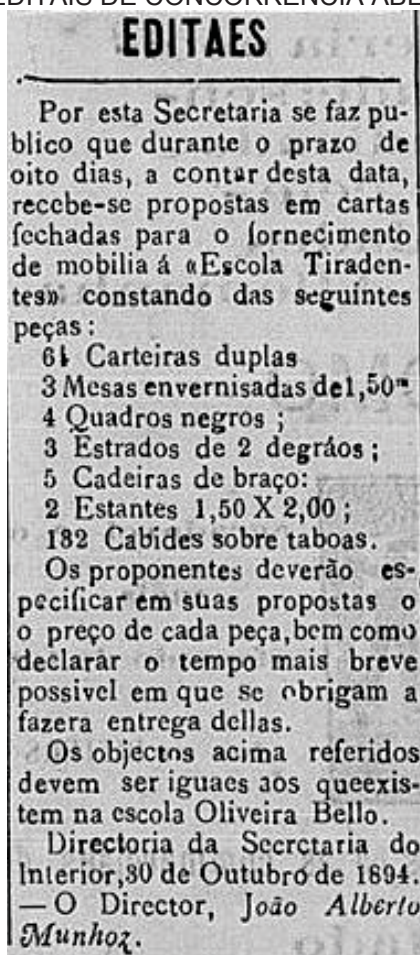 EDITAIS DE CONCORRÊNCIA ABE
EDITAES
Por esta Secretaria se faz pu-
blico que durante o prazo de
oito dias, a contar desta data,
recebe-se propostas em cartas
fechadas para o fornecimento
de mobilia á «Escola Tiraden-
tes» constando das seguintes
peças :
Carteiras duplas
3 Mesas envernisadas de1,50m
4 Quadros negros ;
3 Estrados de 2 degráos ;
5 Cadeiras de braço:
2 Estantes 1,50 X 2,00 ;
182 Cabides sobre taboas.
Os proponentes deverão es-
pecificar em suas propostas o
o preço de cada peça,bem como
declarar o tempo mais breve
possivel em que se obrigam a
fazera entrega dellas.
Os objectos acima referidos
devem ser iguaes aos queexis-
tem na escola Oliveira Bello.
Directoria da Secretaria do
Interior,30 de Outubro de 1894.
—O Director, João Alberto
Munhoz.